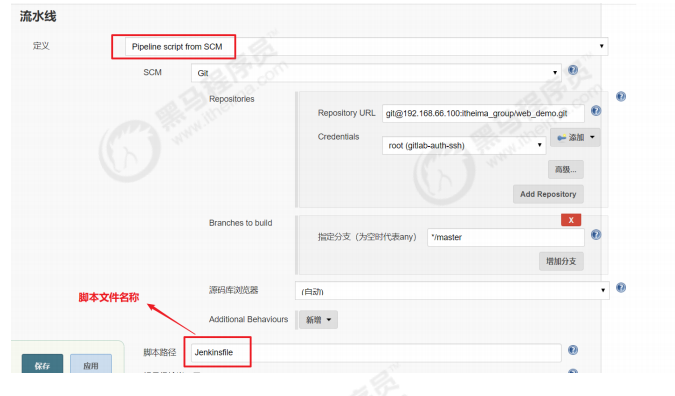 流水线
定义
Pipeline script from SCM
SCM
Git
Repositories
Repository URL
git@192.168.66.100:itheima_group/web_demo.git
Credentials
root (gitlab-auth-ssh)
添加
高级...
Add Repository
Branches to build
X
指定分支（为空时代表any）
*/master
增加分支
源码库浏览器
(自动)
Additional Behaviours
新增
脚本文件名称
脚本路径
Jenkinsfile
保存
应用
黑马程序员
www.itheima.com